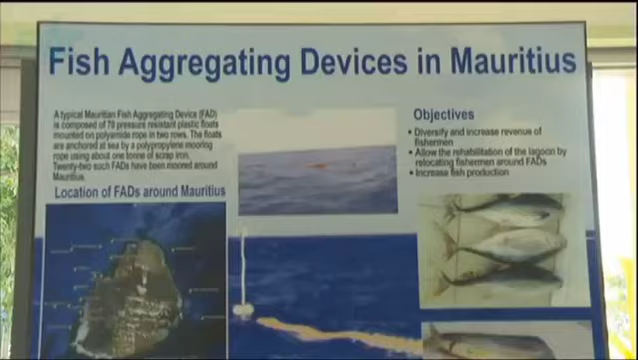 Fish Aggregating Devices in Mauritius
A typical Mauritian Fish Aggregating Device (FAD)
is composed of 79 pressure resistant plastic floats
mounted on polyamide rope in two rows. The floats
are anchored at sea by a polypropylene mooring
rope using about one tonne of scrap iron.
Twenty-two such FADs have been moored around
Mauritius.
Location of FADs around Mauritius
Objectives
• Diversify and increase revenue of
fishermen
• Allow the rehabilitation of the lagoon by
relocating fishermen around FADs
• Increase fish production